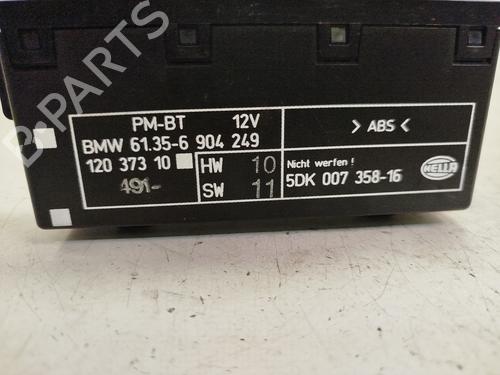 B-PARTS
PM-BT 12V
BMW 61.35-6 904 249
120 373 10
491-
HW 10
SW 11
> ABS <
Nicht werfen !
5DK 007 358-16
HELLA